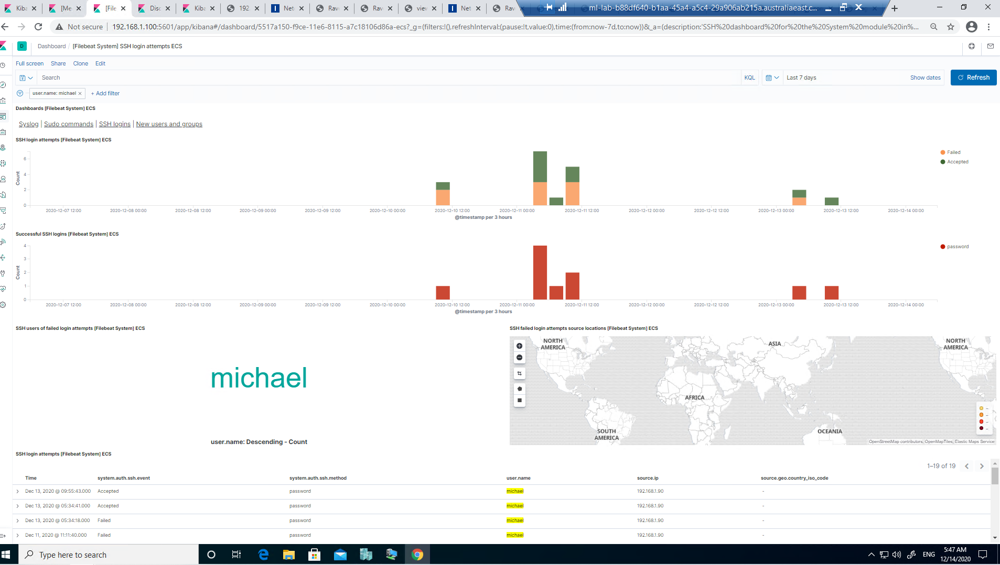 Kiba
[Me
[File
Disc
Kiba
192.
Net
Rav
Rav
view
Net
Rav
ml-lab-b88df640-b1aa-45a4-a5c4-29a906ab215a.australiaeast.c...
Not secure
192.168.1.100:5601/app/kibana#/dashboard/5517a150-f9ce-11e6-8115-a7c18106d86a-ecs?_g=(filters:!(),refreshInterval:(pause:!t,value:0),time:(from:now-7d,to:now))&_a=(description:'SSH%20dashboard%20for%20the%20System%20module%20in%...
D
Dashboard / [Filebeat System] SSH login attempts ECS
Full screen Share Clone Edit
Search
KQL
Last 7 days
Show dates
Refresh
user.name: michael ×
+ Add filter
Dashboards [Filebeat System] ECS
Syslog | Sudo commands | SSH logins | New users and groups
SSH login attempts [Filebeat System] ECS
Failed
Accepted
Count
6
4
2
0
2020-12-07 12:00 2020-12-08 00:00 2020-12-08 12:00 2020-12-09 00:00 2020-12-09 12:00 2020-12-10 00:00 2020-12-10 12:00 2020-12-11 00:00 2020-12-11 12:00 2020-12-12 00:00 2020-12-12 12:00 2020-12-13 00:00 2020-12-13 12:00 2020-12-14 00:00
@timestamp per 3 hours
Successful SSH logins [Filebeat System] ECS
password
Count
4
3
2
1
0
2020-12-07 12:00 2020-12-08 00:00 2020-12-08 12:00 2020-12-09 00:00 2020-12-09 12:00 2020-12-10 00:00 2020-12-10 12:00 2020-12-11 00:00 2020-12-11 12:00 2020-12-12 00:00 2020-12-12 12:00 2020-12-13 00:00 2020-12-13 12:00 2020-12-14 00:00
@timestamp per 3 hours
SSH users of failed login attempts [Filebeat System] ECS
michael
user.name: Descending - Count
SSH failed login attempts source locations [Filebeat System] ECS
NORTH
AMERICA
ASIA
NORTH
AMERICA
AFRICA
SOUTH
AMERICA
OCEANIA
OpenStreetMap contributors, OpenMapTiles, Elastic Maps Service
SSH login attempts [Filebeat System] ECS
1–19 of 19
Time system.auth.ssh.event system.auth.ssh.method user.name source.ip source.geo.country_iso_code
Dec 13, 2020 @ 09:55:43.000 Accepted password michael 192.168.1.90 -
Dec 13, 2020 @ 05:34:41.000 Accepted password michael 192.168.1.90 -
Dec 13, 2020 @ 05:34:18.000 Failed password michael 192.168.1.90 -
Dec 11, 2020 @ 11:11:40.000 Failed password michael 192.168.1.90 -
Type here to search
ENG
5:47 AM
12/14/2020